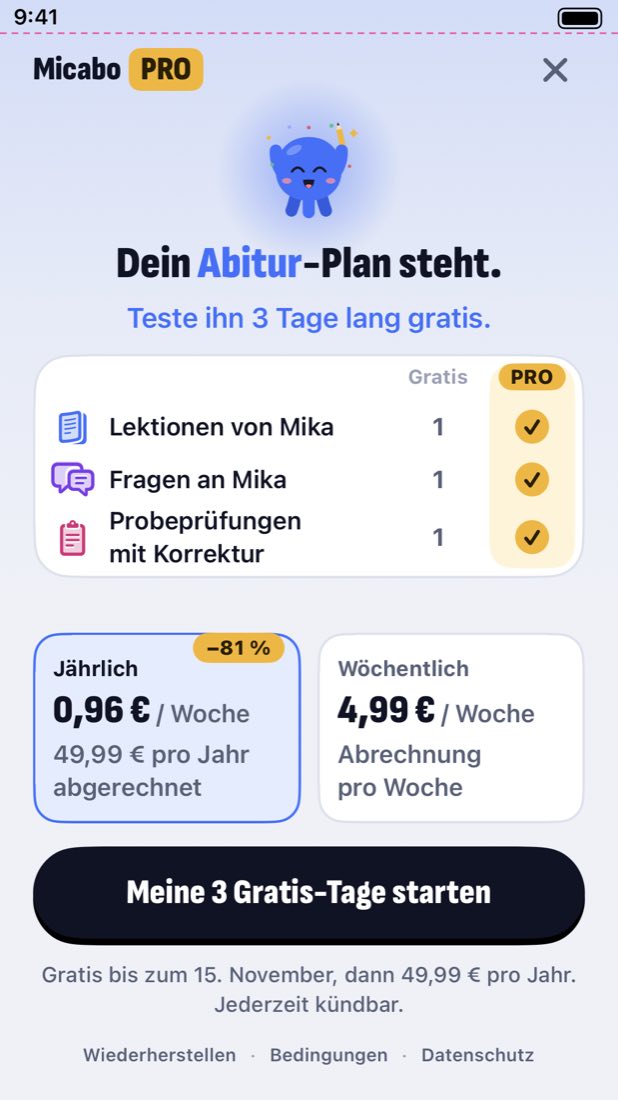 9:41
Micabo PRO
Dein Abitur-Plan steht.
Teste ihn 3 Tage lang gratis.
Gratis PRO
Lektionen von Mika 1
Fragen an Mika 1
Probeprüfungen
mit Korrektur 1
–81 %
Jährlich
0,96 € / Woche
49,99 € pro Jahr
abgerechnet
Wöchentlich
4,99 € / Woche
Abrechnung
pro Woche
Meine 3 Gratis-Tage starten
Gratis bis zum 15. November, dann 49,99 € pro Jahr.
Jederzeit kündbar.
Wiederherstellen · Bedingungen · Datenschutz